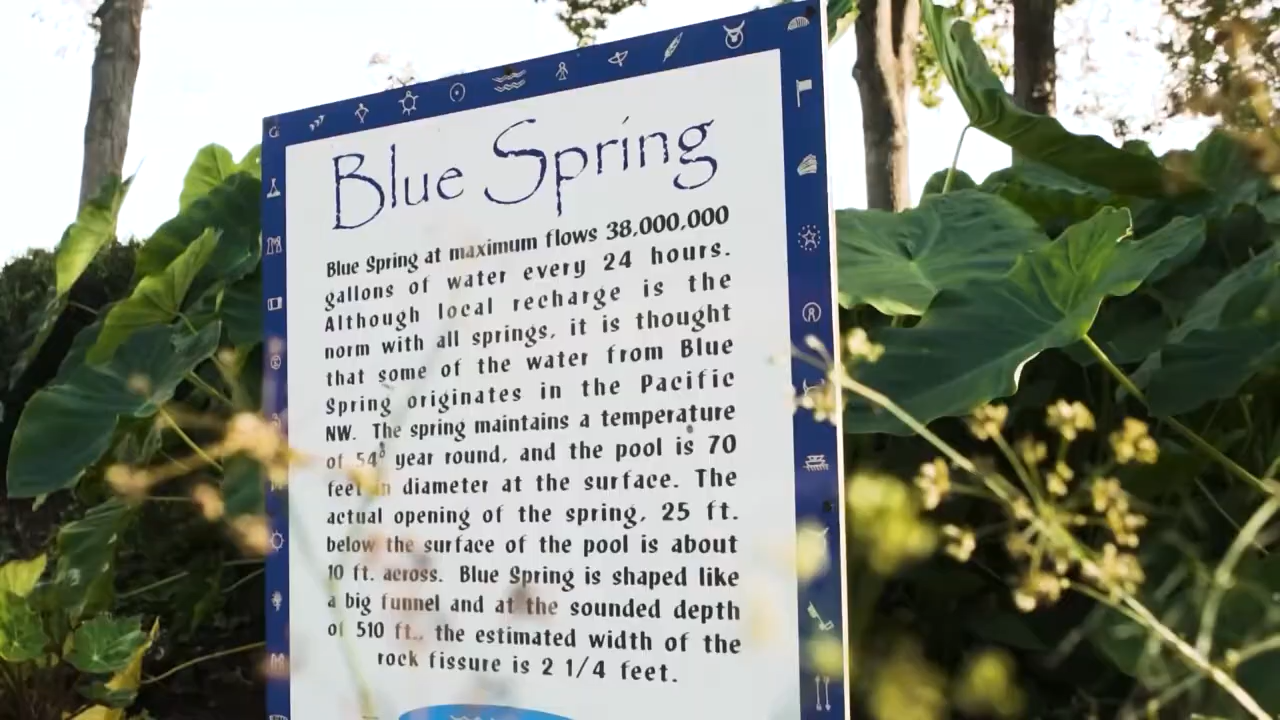 Blue Spring
Blue Spring at maximum flows 38,000,000
gallons of water every 24 hours.
Although local recharge is the
norm with all springs, it is thought
that some of the water from Blue
Spring originates in the Pacific
NW. The spring maintains a temperature
of 54° year round, and the pool is 70
feet in diameter at the surface. The
actual opening of the spring, 25 ft.
below the surface of the pool is about
10 ft. across. Blue Spring is shaped like
a big funnel and at the sounded depth
of 510 ft., the estimated width of the
rock fissure is 2 1/4 feet.